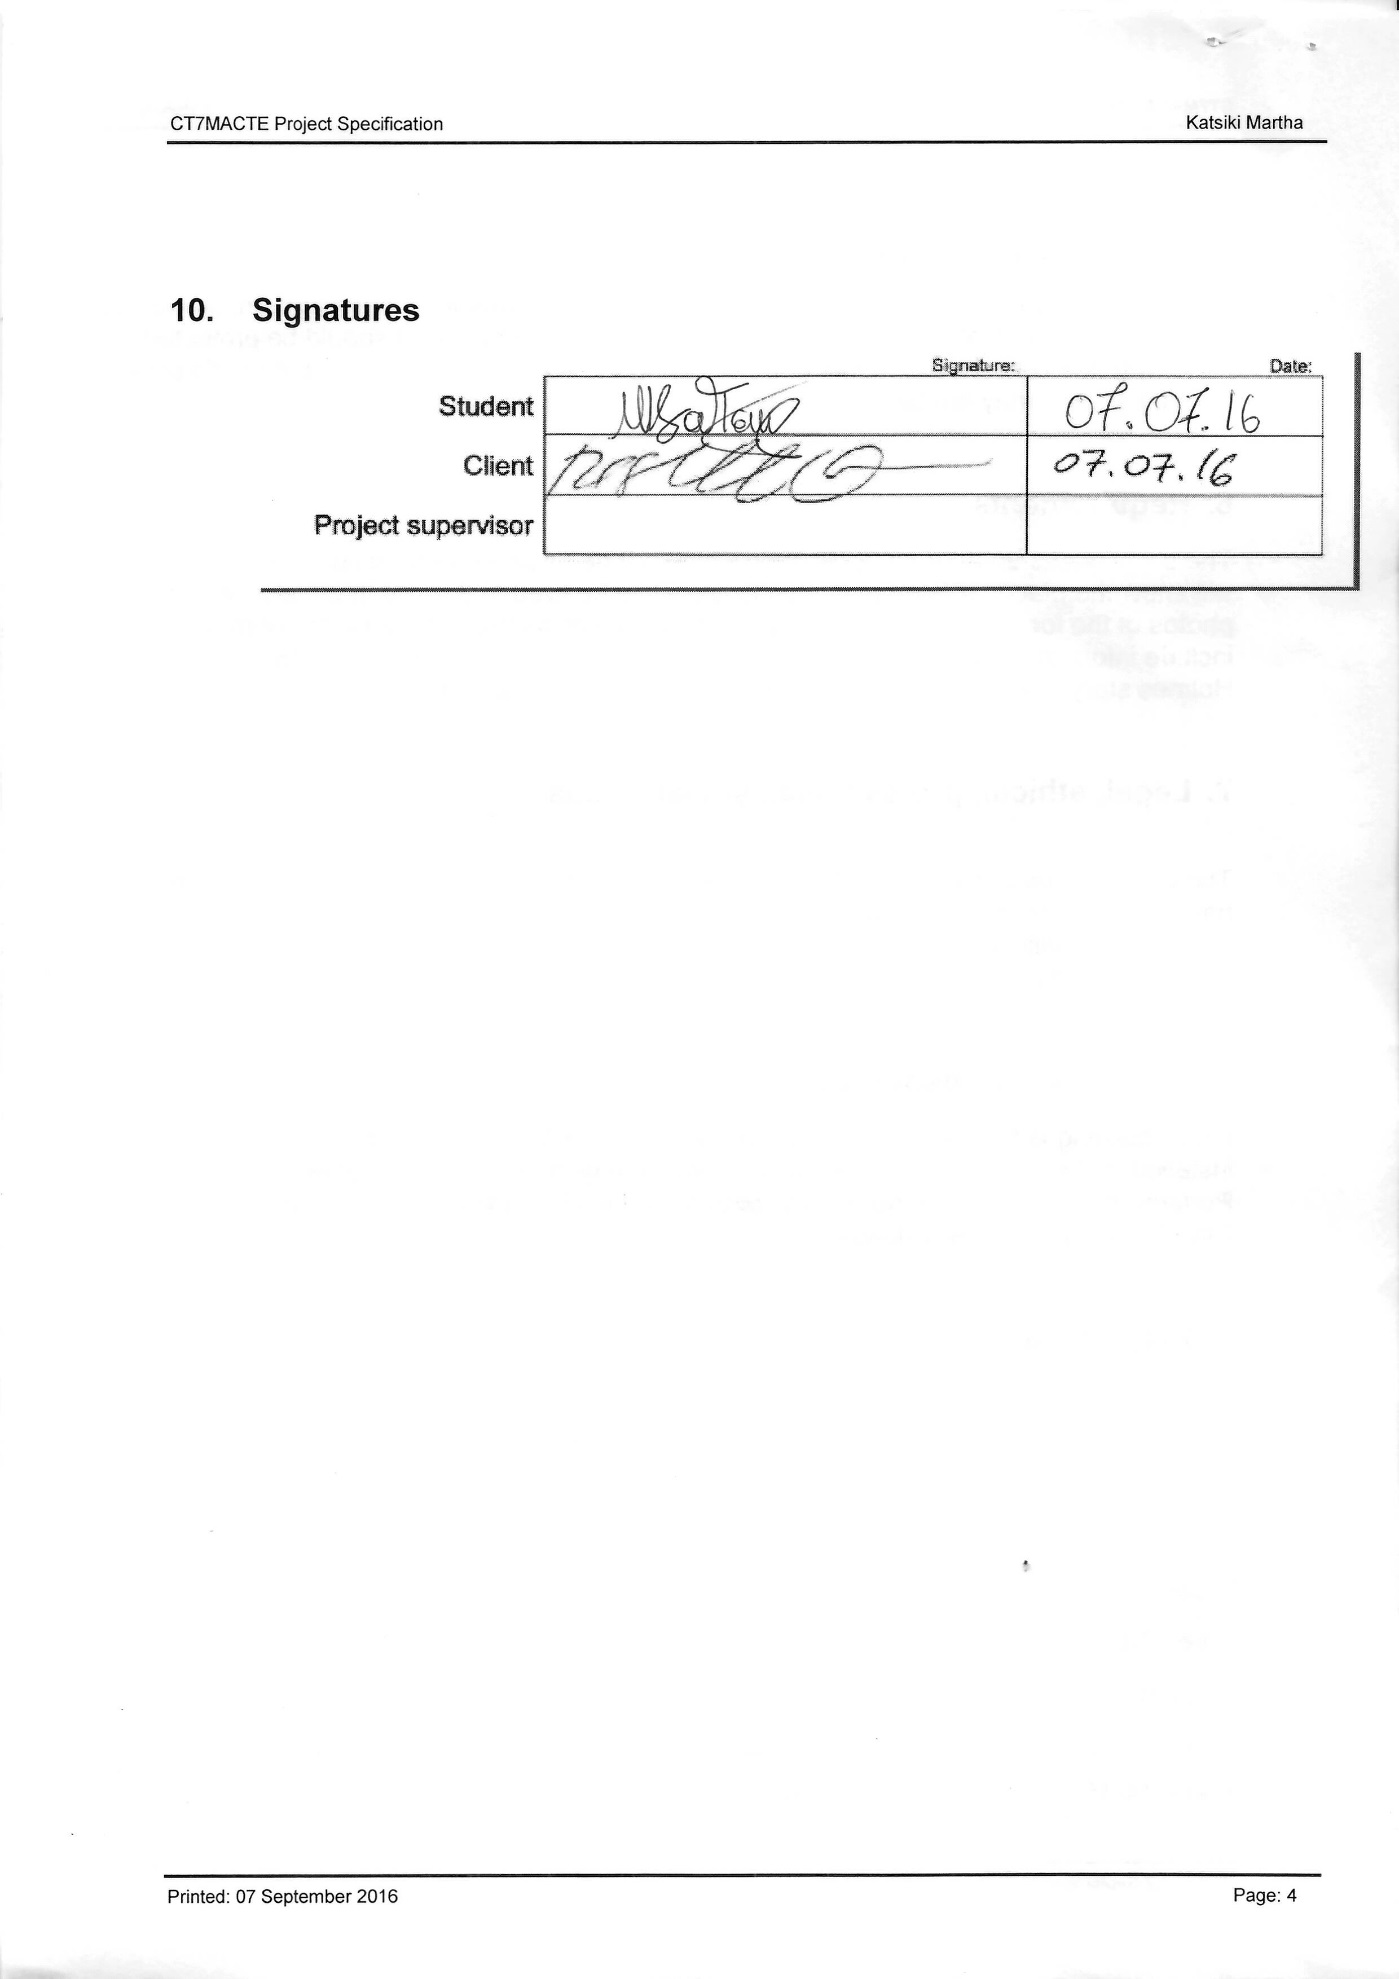 CT7MACTE Project Specification Katsiki Martha
10. Signatures
Signature: Date:
Student 07.07.16
Client 07.07.16
Project supervisor
Printed: 07 September 2016 Page: 4